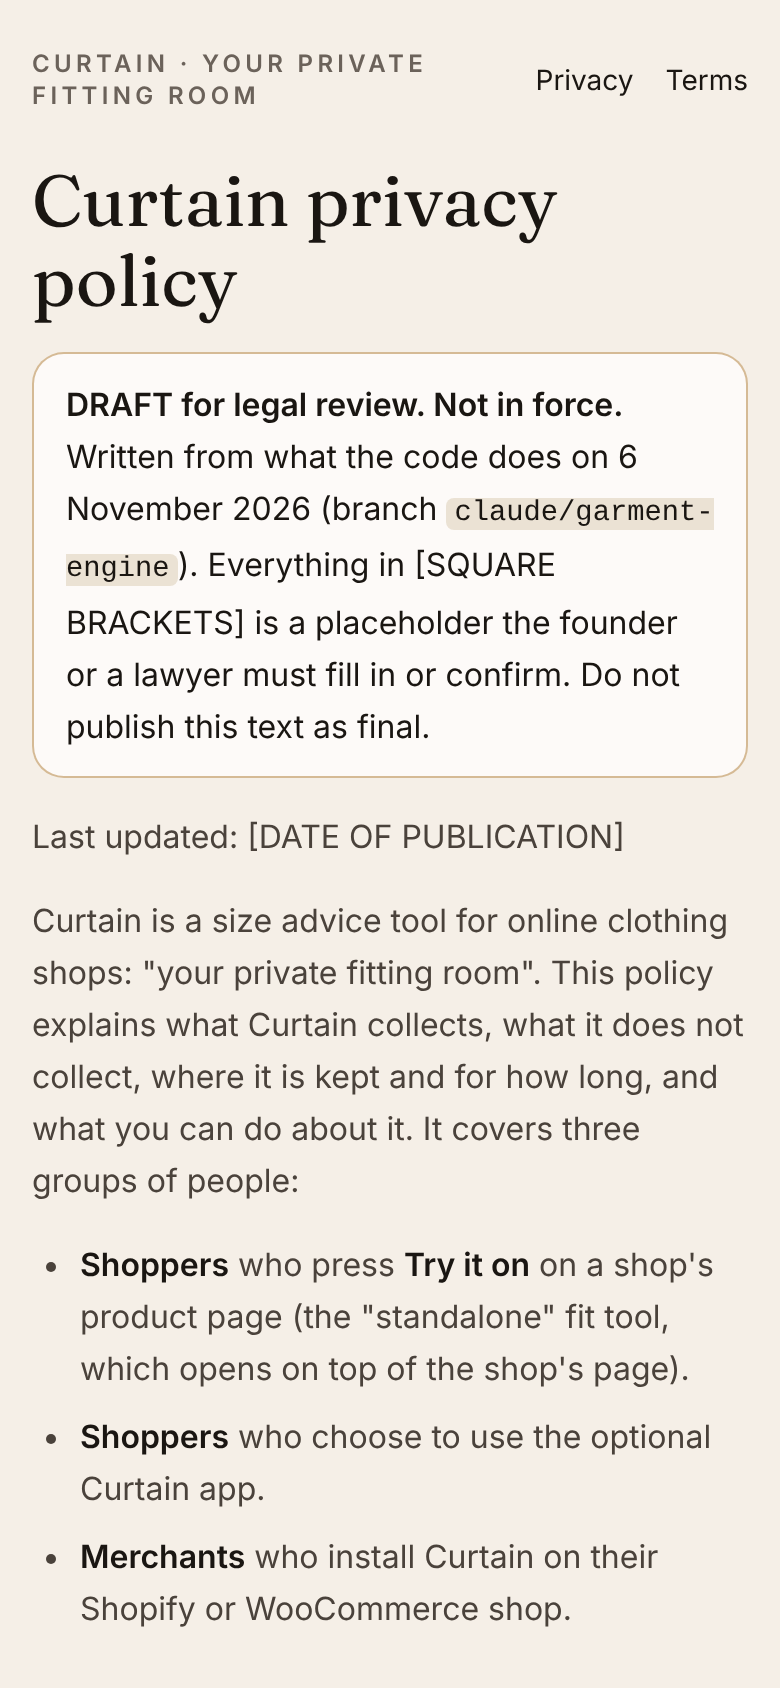 CURTAIN · YOUR PRIVATE
FITTING ROOM
Privacy Terms
Curtain privacy
policy
DRAFT for legal review. Not in force.
Written from what the code does on 6
November 2026 (branch claude/garment-
engine). Everything in [SQUARE
BRACKETS] is a placeholder the founder
or a lawyer must fill in or confirm. Do not
publish this text as final.
Last updated: [DATE OF PUBLICATION]
Curtain is a size advice tool for online clothing
shops: "your private fitting room". This policy
explains what Curtain collects, what it does not
collect, where it is kept and for how long, and
what you can do about it. It covers three
groups of people:
• Shoppers who press Try it on on a shop's
product page (the "standalone" fit tool,
which opens on top of the shop's page).
• Shoppers who choose to use the optional
Curtain app.
• Merchants who install Curtain on their
Shopify or WooCommerce shop.